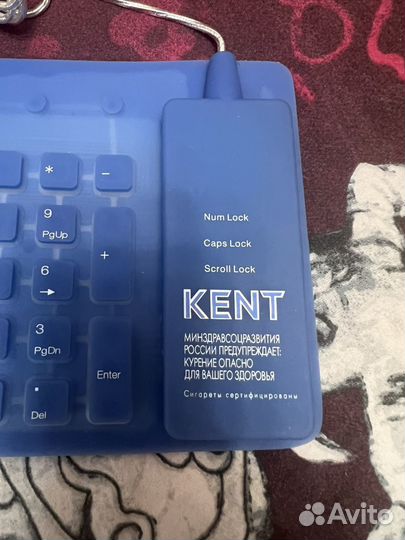 *
-
9
PgUp
+
6
→
3
PgDn
Enter
.
Del
Num Lock
Caps Lock
Scroll Lock
KENT
МИНЗДРАВСОЦРАЗВИТИЯ
РОССИИ ПРЕДУПРЕЖДАЕТ:
КУРЕНИЕ ОПАСНО
ДЛЯ ВАШЕГО ЗДОРОВЬЯ
Сигареты сертифицированы
Avito